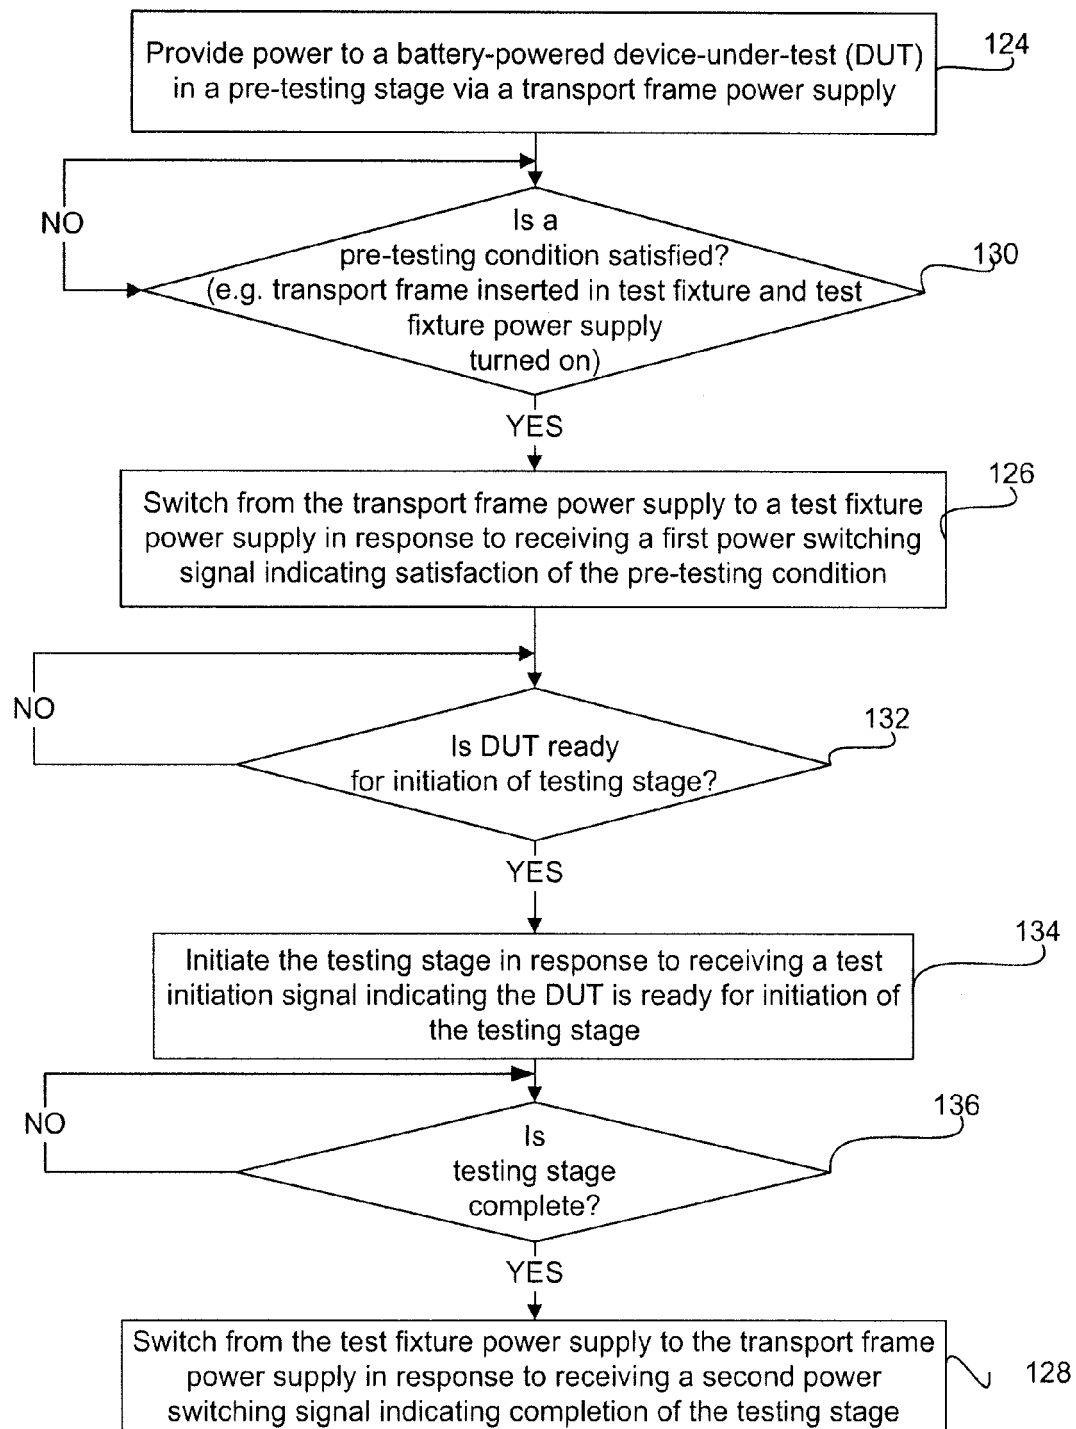 Provide power to a battery-powered device-under-test (DUT)
in a pre-testing stage via a transport frame power supply
124
NO
Is a
pre-testing condition satisfied?
(e.g. transport frame inserted in test fixture and test
fixture power supply
turned on)
130
YES
Switch from the transport frame power supply to a test fixture
power supply in response to receiving a first power switching
signal indicating satisfaction of the pre-testing condition
126
NO
Is DUT ready
for initiation of testing stage?
132
YES
Initiate the testing stage in response to receiving a test
initiation signal indicating the DUT is ready for initiation of
the testing stage
134
NO
Is
testing stage
complete?
136
YES
Switch from the test fixture power supply to the transport frame
power supply in response to receiving a second power
switching signal indicating completion of the testing stage
128